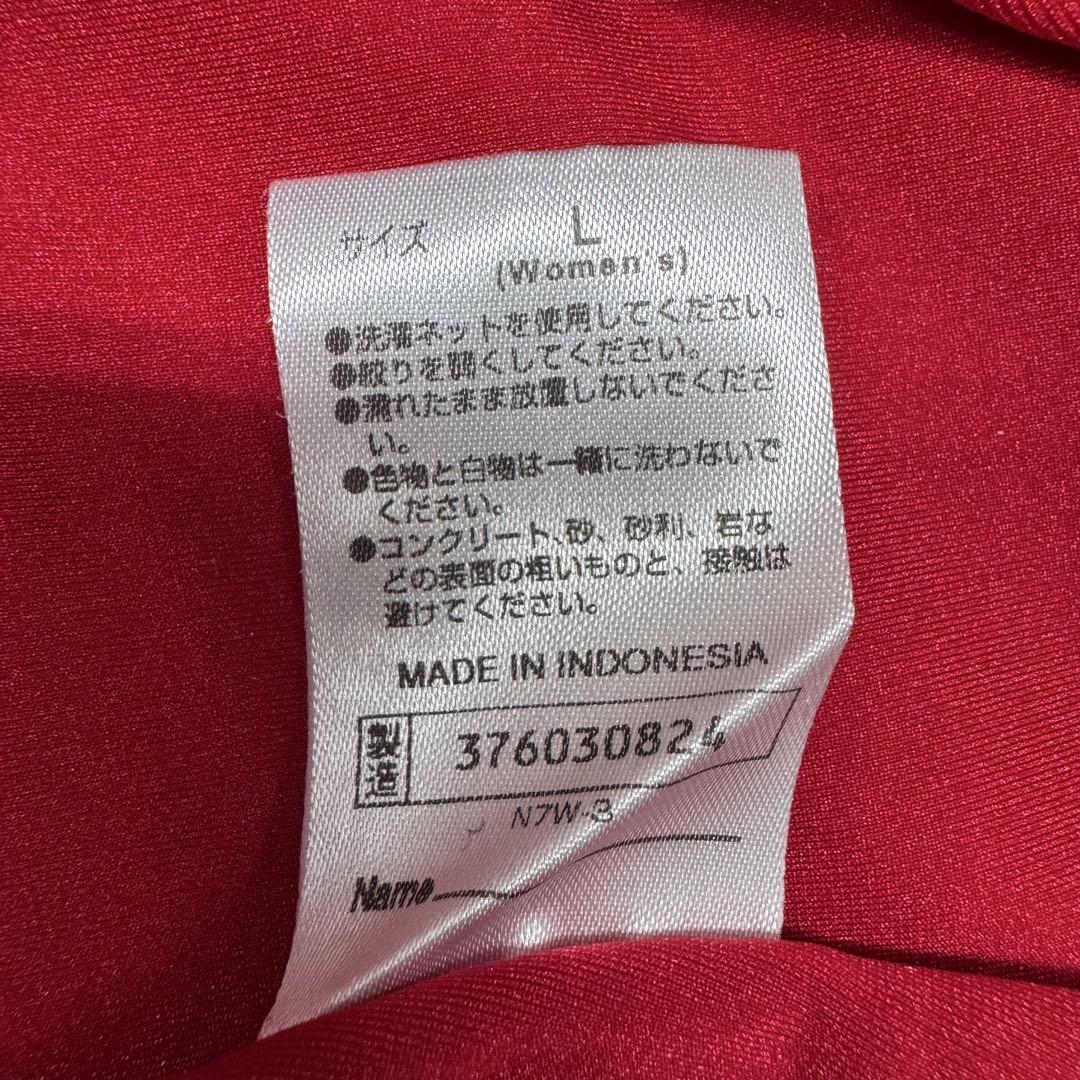 サイズ L
(Women's)
●洗濯ネットを使用してください。
●絞りを弱くしてください。
●濡れたまま放置しないでくださ
い。
●色物と白物は一緒に洗わないで
ください。
●コンクリート、砂、砂利、岩な
どの表面の粗いものと、接触は
避けてください。
MADE IN INDONESIA
製造 376030824
N7W-3
Name